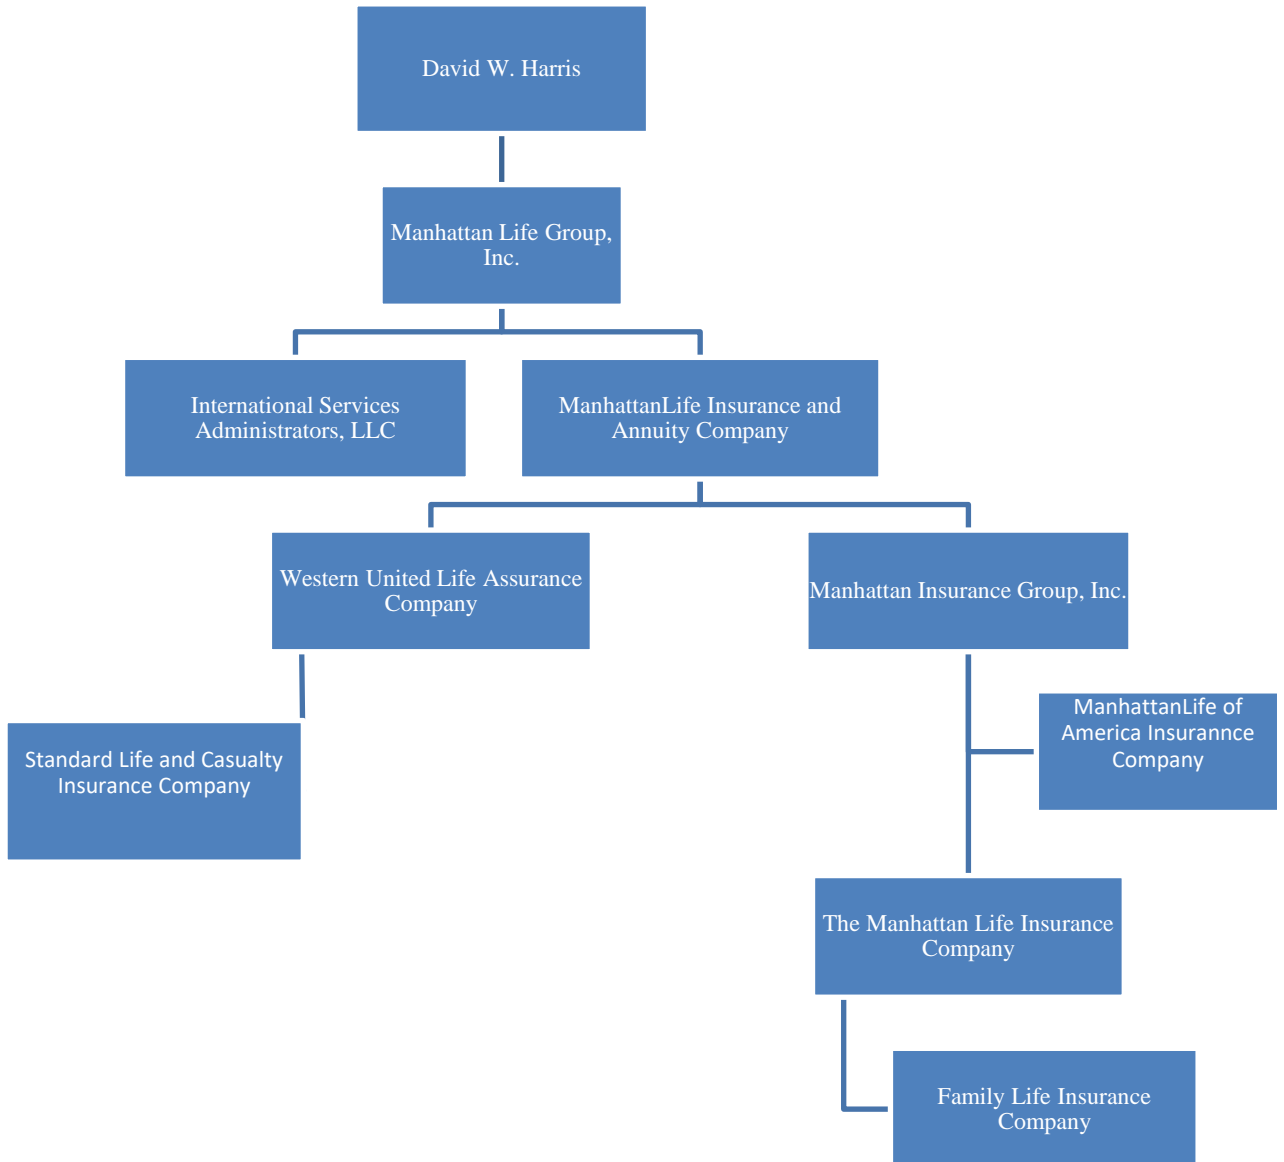 David W. Harris
Manhattan Life Group,
Inc.
International Services
Administrators, LLC
ManhattanLife Insurance and
Annuity Company
Western United Life Assurance
Company
Manhattan Insurance Group, Inc.
ManhattanLife of
America Insurannce
Company
Standard Life and Casualty
Insurance Company
The Manhattan Life Insurance
Company
Family Life Insurance
Company